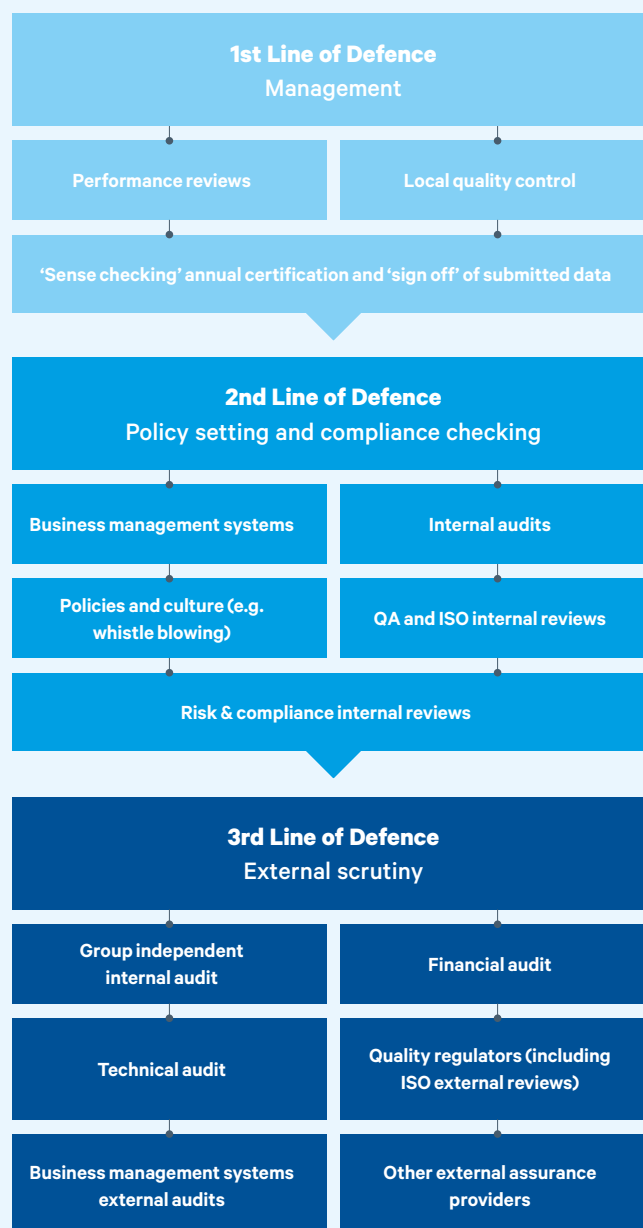 1st Line of Defence
Management
Performance reviews
Local quality control
‘Sense checking’ annual certification and ‘sign off’ of submitted data
2nd Line of Defence
Policy setting and compliance checking
Business management systems
Internal audits
Policies and culture (e.g.
whistle blowing)
QA and ISO internal reviews
Risk & compliance internal reviews
3rd Line of Defence
External scrutiny
Group independent
internal audit
Financial audit
Technical audit
Quality regulators (including
ISO external reviews)
Business management systems
external audits
Other external assurance
providers